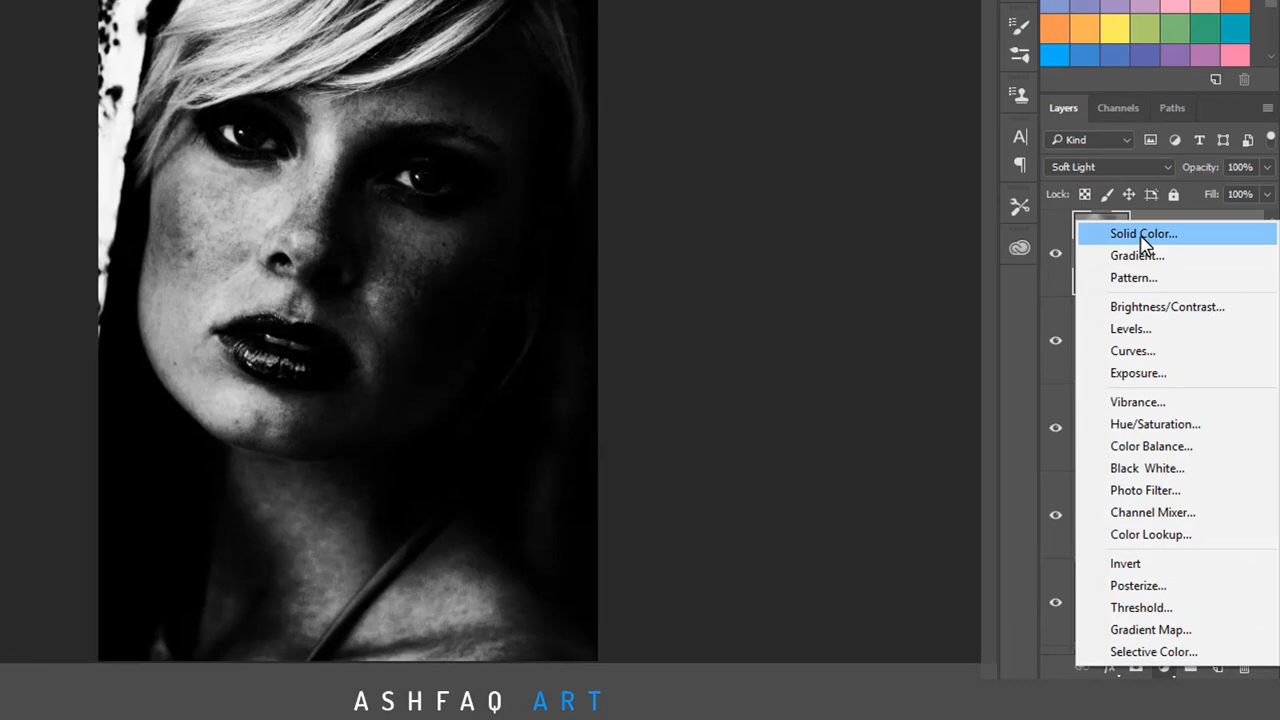 Layers Channels Paths
Kind
Soft Light Opacity: 100%
Lock: Fill: 100%
Solid Color...
Gradient...
Pattern...
Brightness/Contrast...
Levels...
Curves...
Exposure...
Vibrance...
Hue/Saturation...
Color Balance...
Black White...
Photo Filter...
Channel Mixer...
Color Lookup...
Invert
Posterize...
Threshold...
Gradient Map...
Selective Color...
ASHFAQ ART